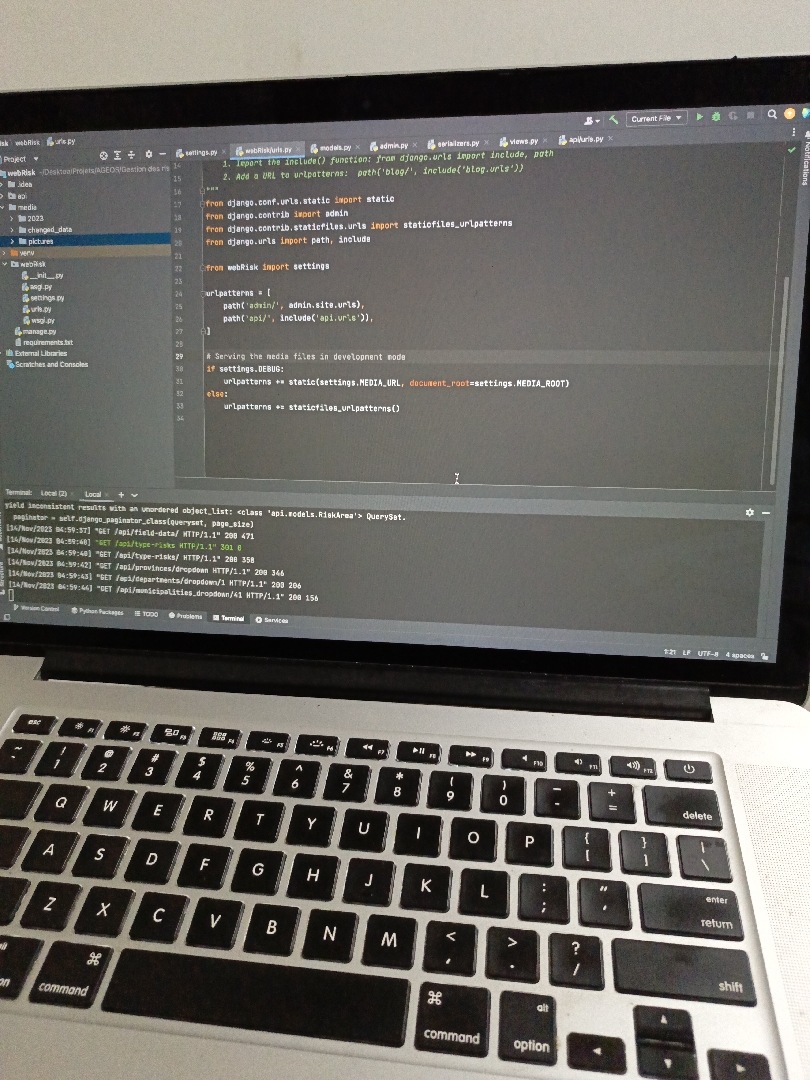 webRisk
urls.py
Current File
Project
settings.py
webRisk/urls.py
models.py
admin.py
serializers.py
views.py
api/urls.py
Notifications
webRisk ~/Desktop/Projets/ABEOS/Gestion des ris
.idea
api
media
2023
changed_data
pictures
venv
webRisk
__init__.py
asgi.py
settings.py
urls.py
wsgi.py
manage.py
requirements.txt
External Libraries
Scratches and Consoles
14 1. Import the include() function: from django.urls import include, path
15 2. Add a URL to urlpatterns: path('blog/', include('blog.urls'))
16 """
17 from django.conf.urls.static import static
18 from django.contrib import admin
19 from django.contrib.staticfiles.urls import staticfiles_urlpatterns
20 from django.urls import path, include
21
22 from webRisk import settings
23
24 urlpatterns = [
25 path('admin/', admin.site.urls),
26 path('api/', include('api.urls')),
27 ]
28
29 # Serving the media files in development mode
30 if settings.DEBUG:
31 urlpatterns += static(settings.MEDIA_URL, document_root=settings.MEDIA_ROOT)
32 else:
33 urlpatterns += staticfiles_urlpatterns()
34
Terminal: Local (2) × Local × +
yield inconsistent results with an unordered object_list: <class 'api.models.RiskArea'> QuerySet.
paginator = self.django_paginator_class(queryset, page_size)
[14/Nov/2023 04:59:37] "GET /api/field-data/ HTTP/1.1" 200 471
[14/Nov/2023 04:59:40] "GET /api/type-risks HTTP/1.1" 301 0
[14/Nov/2023 04:59:40] "GET /api/type-risks/ HTTP/1.1" 200 358
[14/Nov/2023 04:59:42] "GET /api/provinces/dropdown HTTP/1.1" 200 346
[14/Nov/2023 04:59:43] "GET /api/departments/dropdown/1 HTTP/1.1" 200 206
[14/Nov/2023 04:59:44] "GET /api/municipalities_dropdown/41 HTTP/1.1" 200 156
Version Control Python Packages TODO Problems Terminal Services
1:21 LF UTF-8 4 spaces
esc F1 F2 F3 F4 F5 F6 F7 F8 F9 F10 F11 F12
~ ! 1 @ 2 # 3 $ 4 % 5 ^ 6 & 7 * 8 ( 9 ) 0 _ - + = delete
Q W E R T Y U I O P { [ } ] | \
A S D F G H J K L : ; " ' enter return
Z X C V B N M < , > . ? / shift
⌘ command ⌘ command alt option